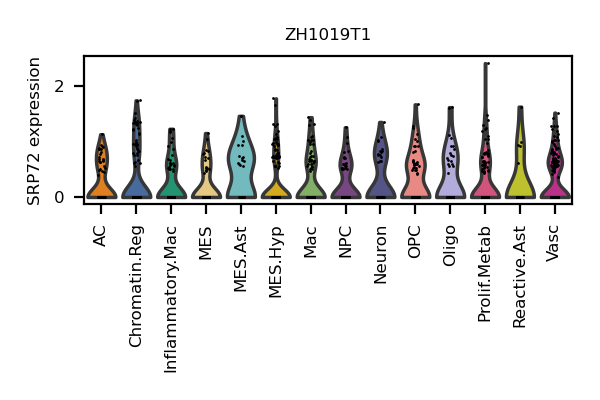 ZH1019T1
SRP72 expression
2
0
AC
Chromatin.Reg
Inflammatory.Mac
MES
MES.Ast
MES.Hyp
Mac
NPC
Neuron
OPC
Oligo
Prolif.Metab
Reactive.Ast
Vasc